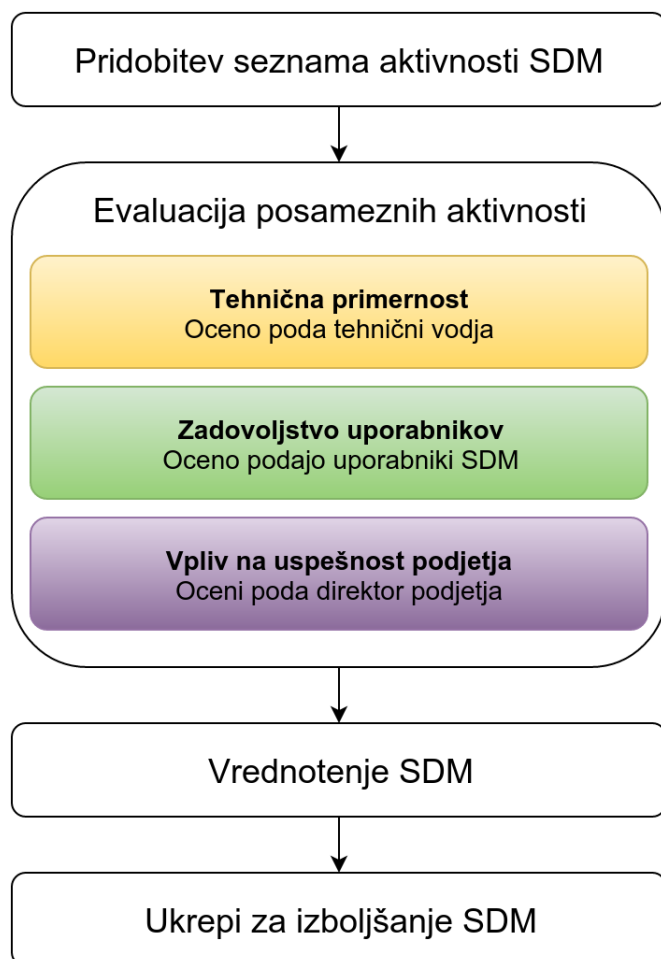 Pridobitev seznama aktivnosti SDM
Evaluacija posameznih aktivnosti
Tehnična primernost
Oceno poda tehnični vodja
Zadovoljstvo uporabnikov
Oceno podajo uporabniki SDM
Vpliv na uspešnost podjetja
Oceni poda direktor podjetja
Vrednotenje SDM
Ukrepi za izboljšanje SDM